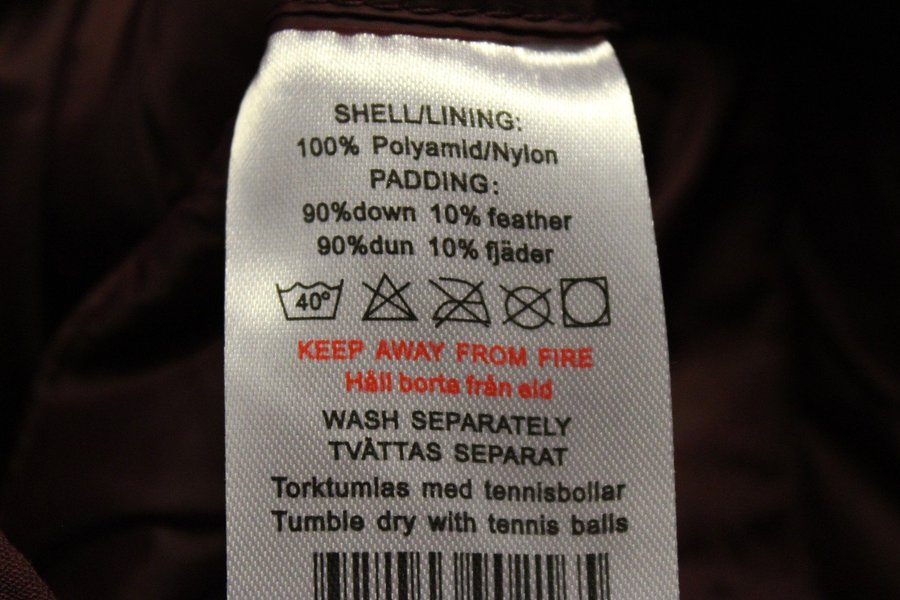 SHELL/LINING:
100% Polyamid/Nylon
PADDING:
90%down 10% feather
90%dun 10% fjäder
40°
KEEP AWAY FROM FIRE
Håll borta från eld
WASH SEPARATELY
TVÄTTAS SEPARAT
Torktumlas med tennisbollar
Tumble dry with tennis balls